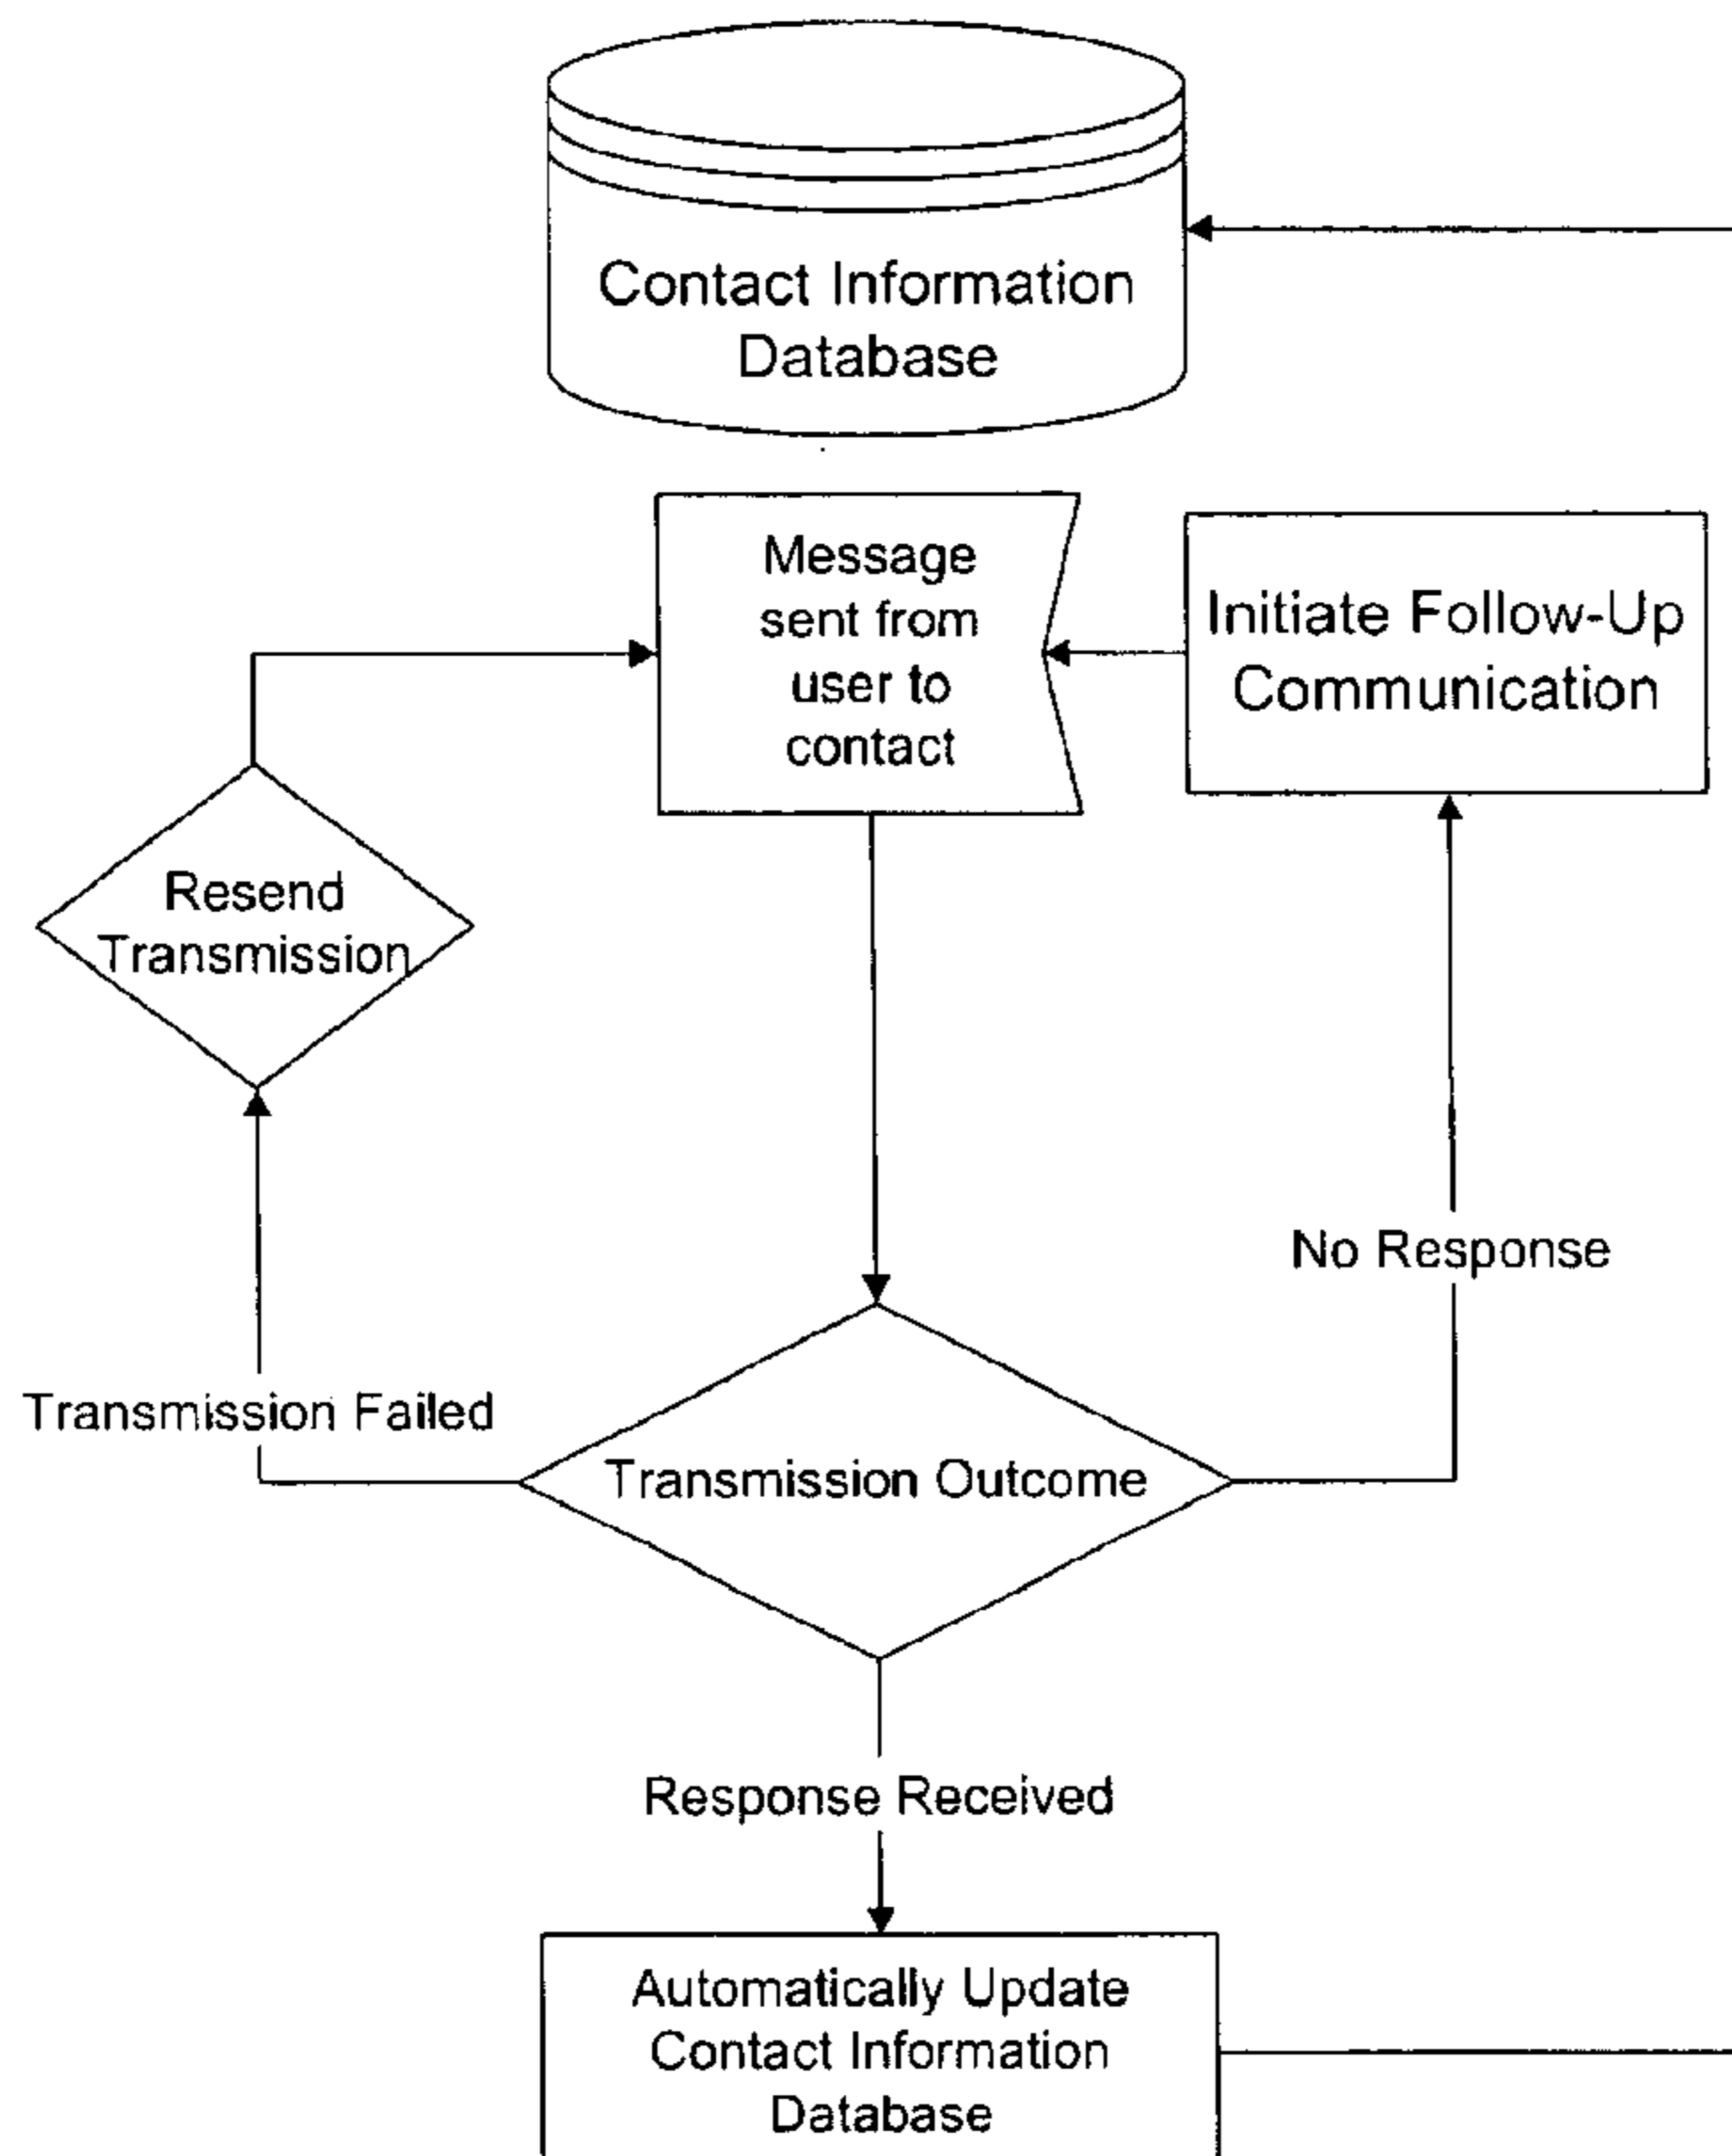 Contact Information
Database
Message
sent from
user to
contact
Initiate Follow-Up
Communication
Resend
Transmission
No Response
Transmission Failed
Transmission Outcome
Response Received
Automatically Update
Contact Information
Database